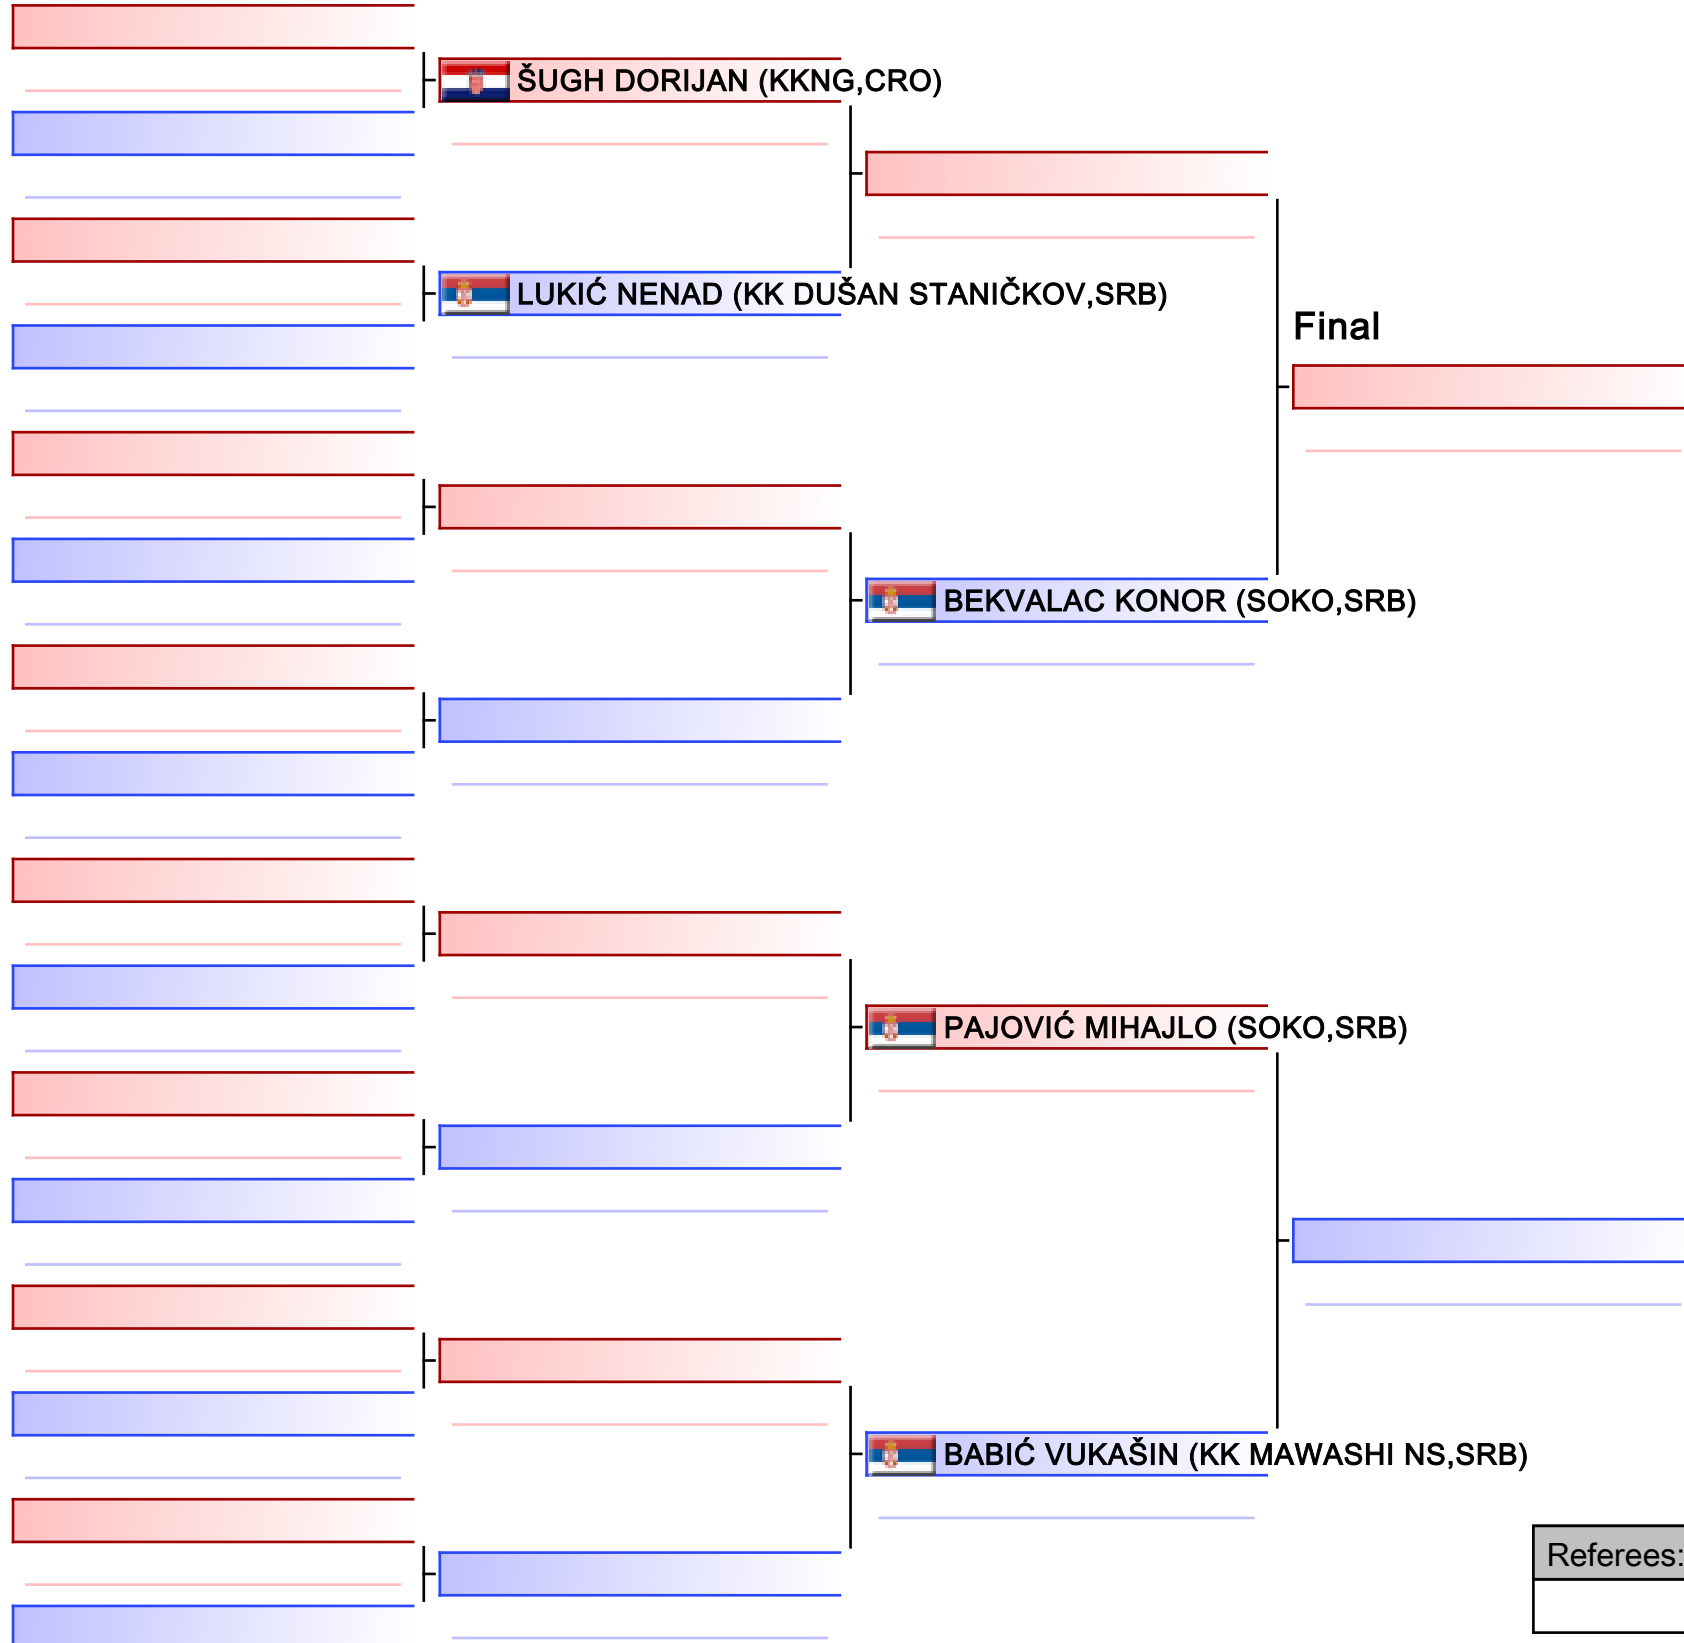 ŠUGH DORIJAN (KKNG,CRO)
LUKIĆ NENAD (KK DUŠAN STANIČKOV,SRB)
Final
BEKVALAC KONOR (SOKO,SRB)
PAJOVIĆ MIHAJLO (SOKO,SRB)
BABIĆ VUKAŠIN (KK MAWASHI NS,SRB)
Referees: